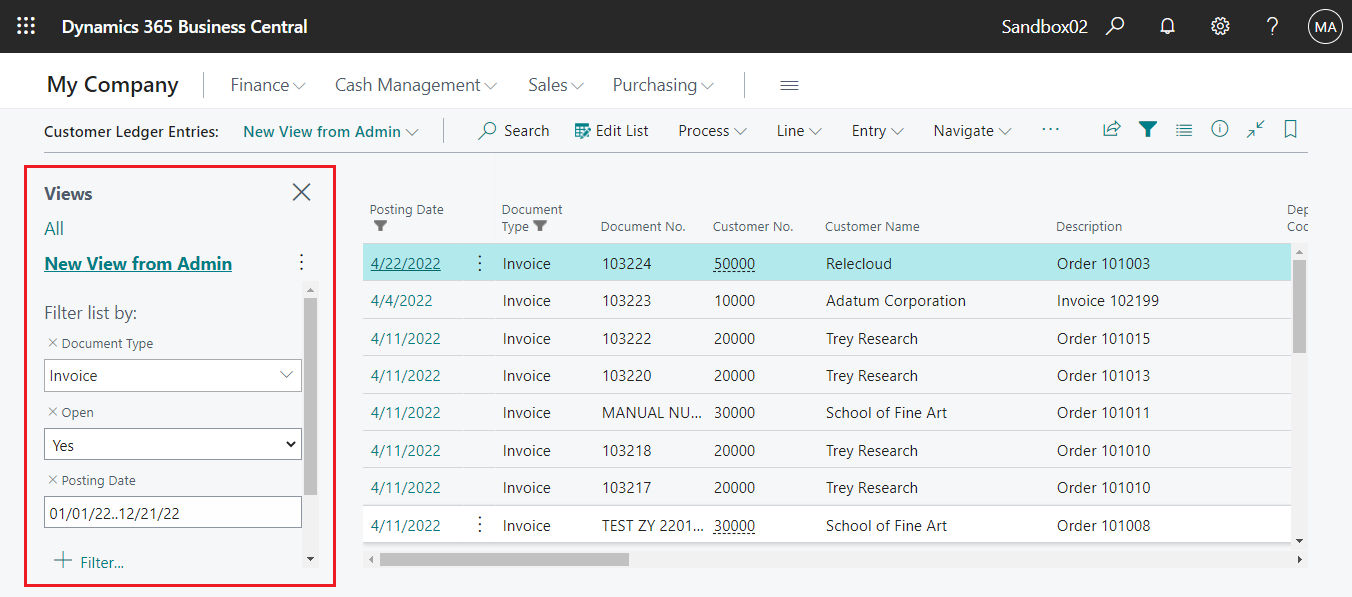 Dynamics 365 Business Central Sandbox02 ? MA
My Company Finance Cash Management Sales Purchasing
Customer Ledger Entries: New View from Admin Search Edit List Process Line Entry Navigate ...
Views
All
New View from Admin
Filter list by:
× Document Type
Invoice
× Open
Yes
× Posting Date
01/01/22..12/21/22
+ Filter...
Posting Date Document Type Document No. Customer No. Customer Name Description Dep Coc
4/22/2022 Invoice 103224 50000 Relecloud Order 101003
4/4/2022 Invoice 103223 10000 Adatum Corporation Invoice 102199
4/11/2022 Invoice 103222 20000 Trey Research Order 101015
4/11/2022 Invoice 103220 20000 Trey Research Order 101013
4/11/2022 Invoice MANUAL NU... 30000 School of Fine Art Order 101011
4/11/2022 Invoice 103218 20000 Trey Research Order 101010
4/11/2022 Invoice 103217 20000 Trey Research Order 101010
4/11/2022 Invoice TEST ZY 2201... 30000 School of Fine Art Order 101008